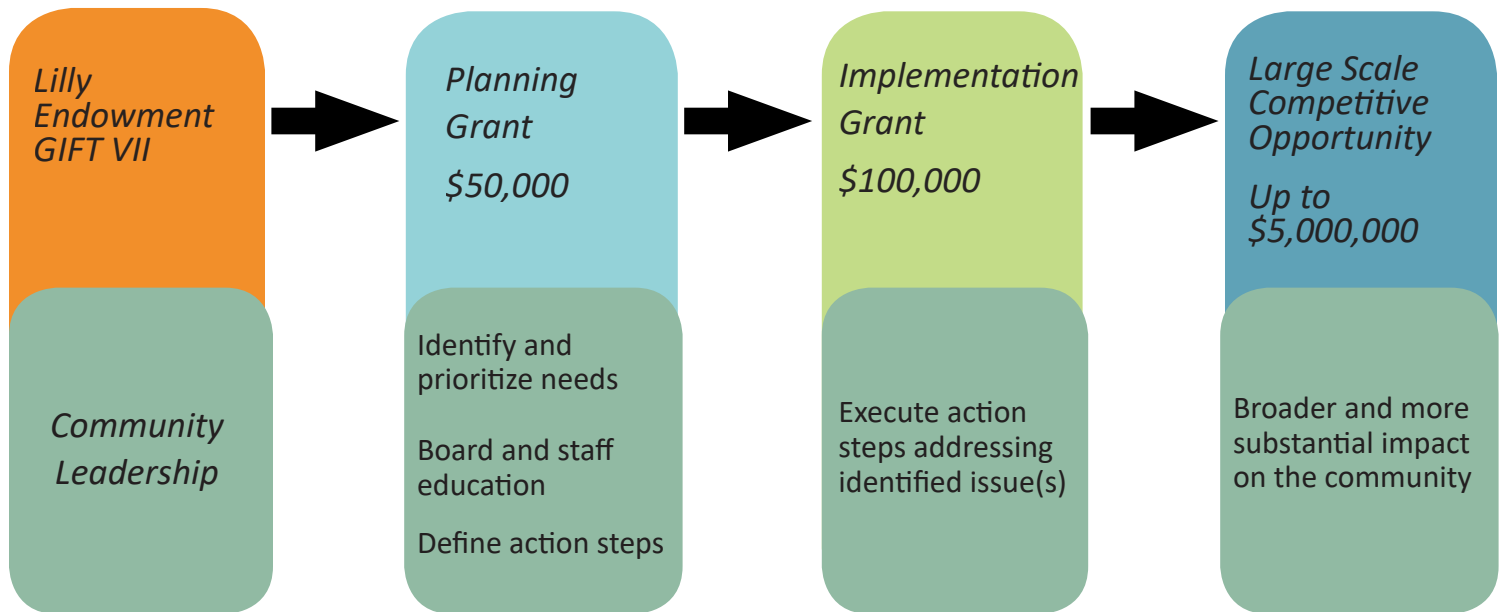 Lilly
Endowment
GIFT VII
Community
Leadership
Planning
Grant
$50,000
Identify and
prioritize needs
Board and staff
education
Define action steps
Implementation
Grant
$100,000
Execute action
steps addressing
identified issue(s)
Large Scale
Competitive
Opportunity
Up to
$5,000,000
Broader and more
substantial impact
on the community